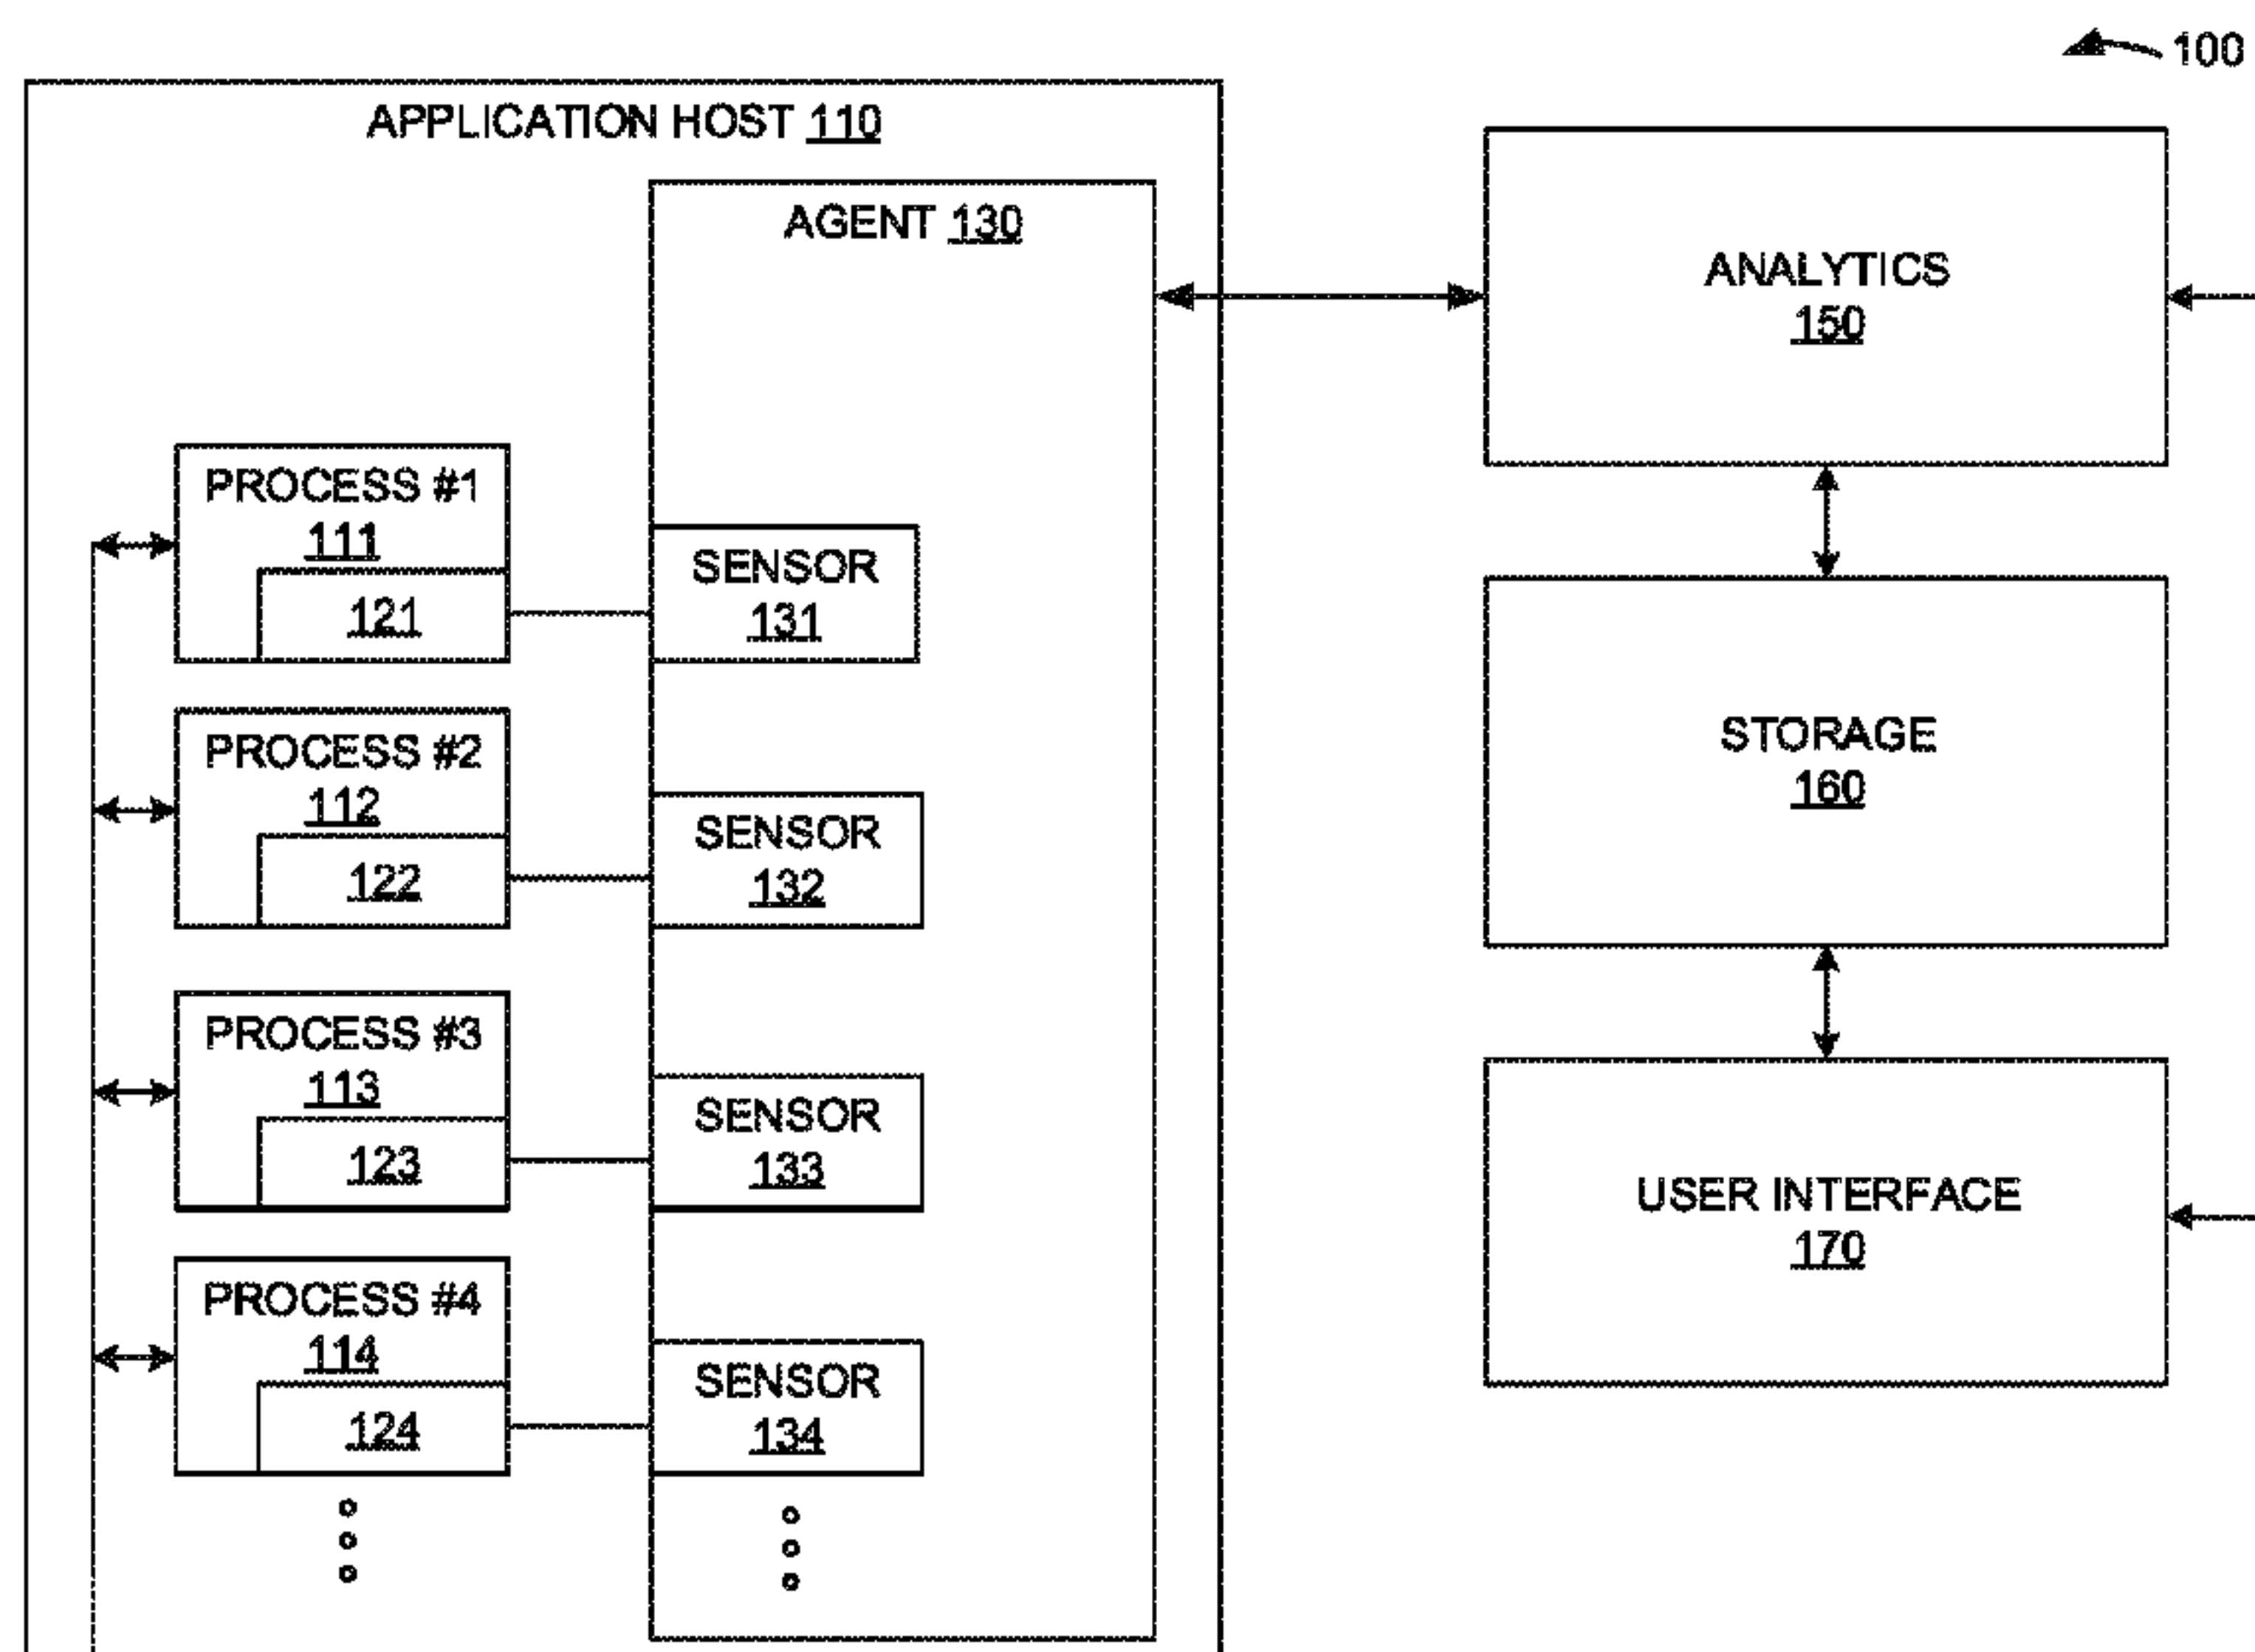 100
APPLICATION HOST 110
AGENT 130
PROCESS #1
111
121
SENSOR
131
PROCESS #2
112
122
SENSOR
132
PROCESS #3
113
123
SENSOR
133
PROCESS #4
114
124
SENSOR
134
ANALYTICS
150
STORAGE
160
USER INTERFACE
170